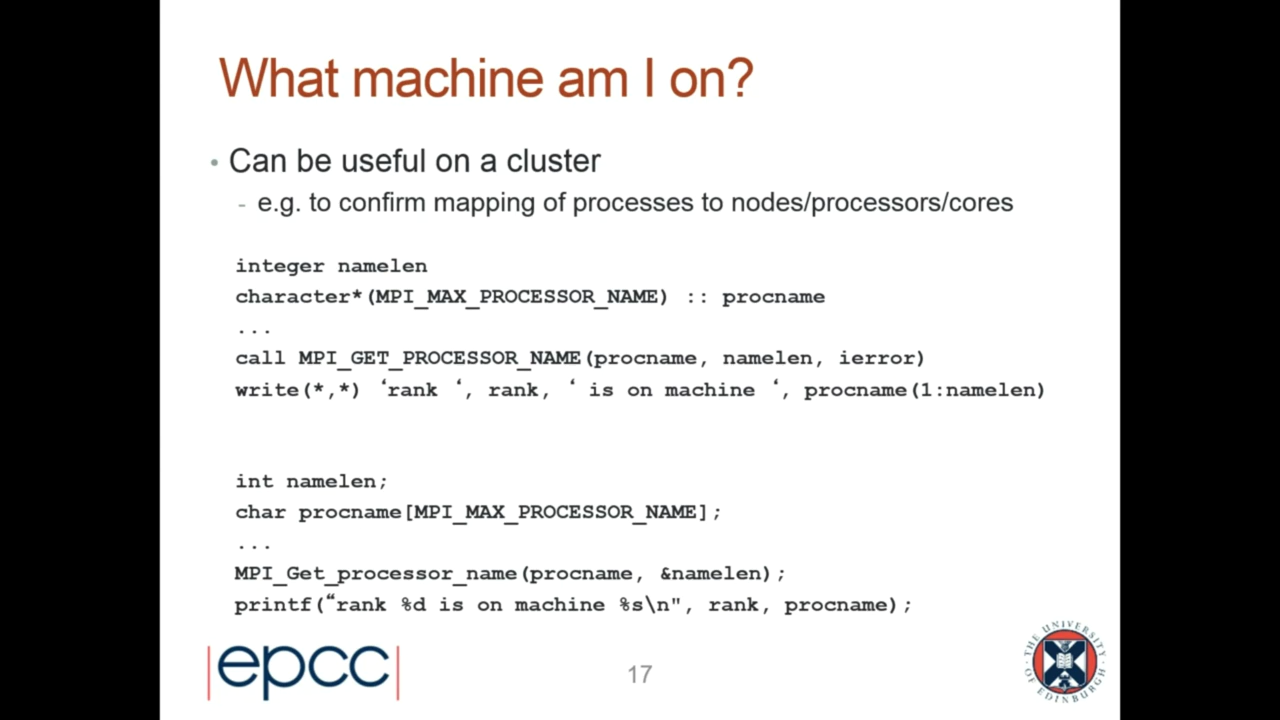 What machine am I on?
• Can be useful on a cluster
- e.g. to confirm mapping of processes to nodes/processors/cores
integer namelen
character*(MPI_MAX_PROCESSOR_NAME) :: procname
...
call MPI_GET_PROCESSOR_NAME(procname, namelen, ierror)
write(*,*) ‘rank ‘, rank, ‘ is on machine ‘, procname(1:namelen)
int namelen;
char procname[MPI_MAX_PROCESSOR_NAME];
...
MPI_Get_processor_name(procname, &namelen);
printf(“rank %d is on machine %s\n", rank, procname);
epcc
17
THE UNIVERSITY OF EDINBURGH